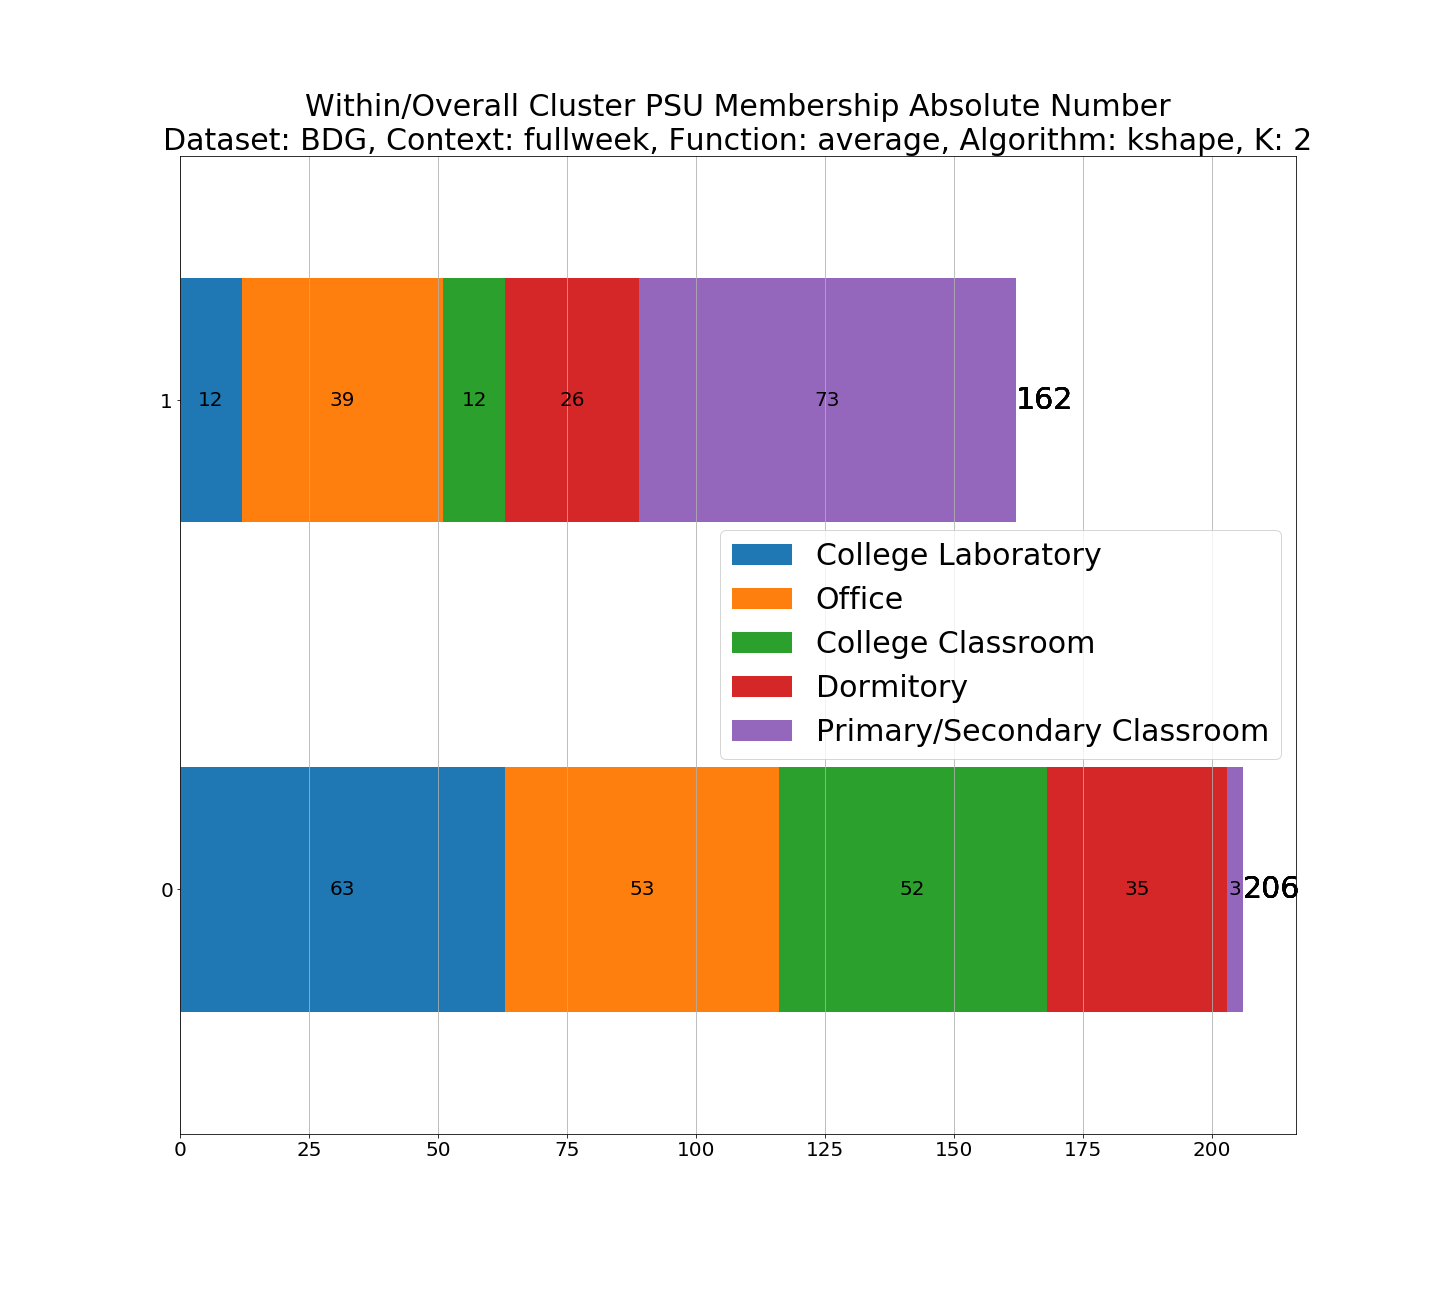 Within/Overall Cluster PSU Membership Absolute Number
Dataset: BDG, Context: fullweek, Function: average, Algorithm: kshape, K: 2
1
12
39
12
26
73
162
College Laboratory
Office
College Classroom
Dormitory
Primary/Secondary Classroom
0
63
53
52
35
3
206
0 25 50 75 100 125 150 175 200